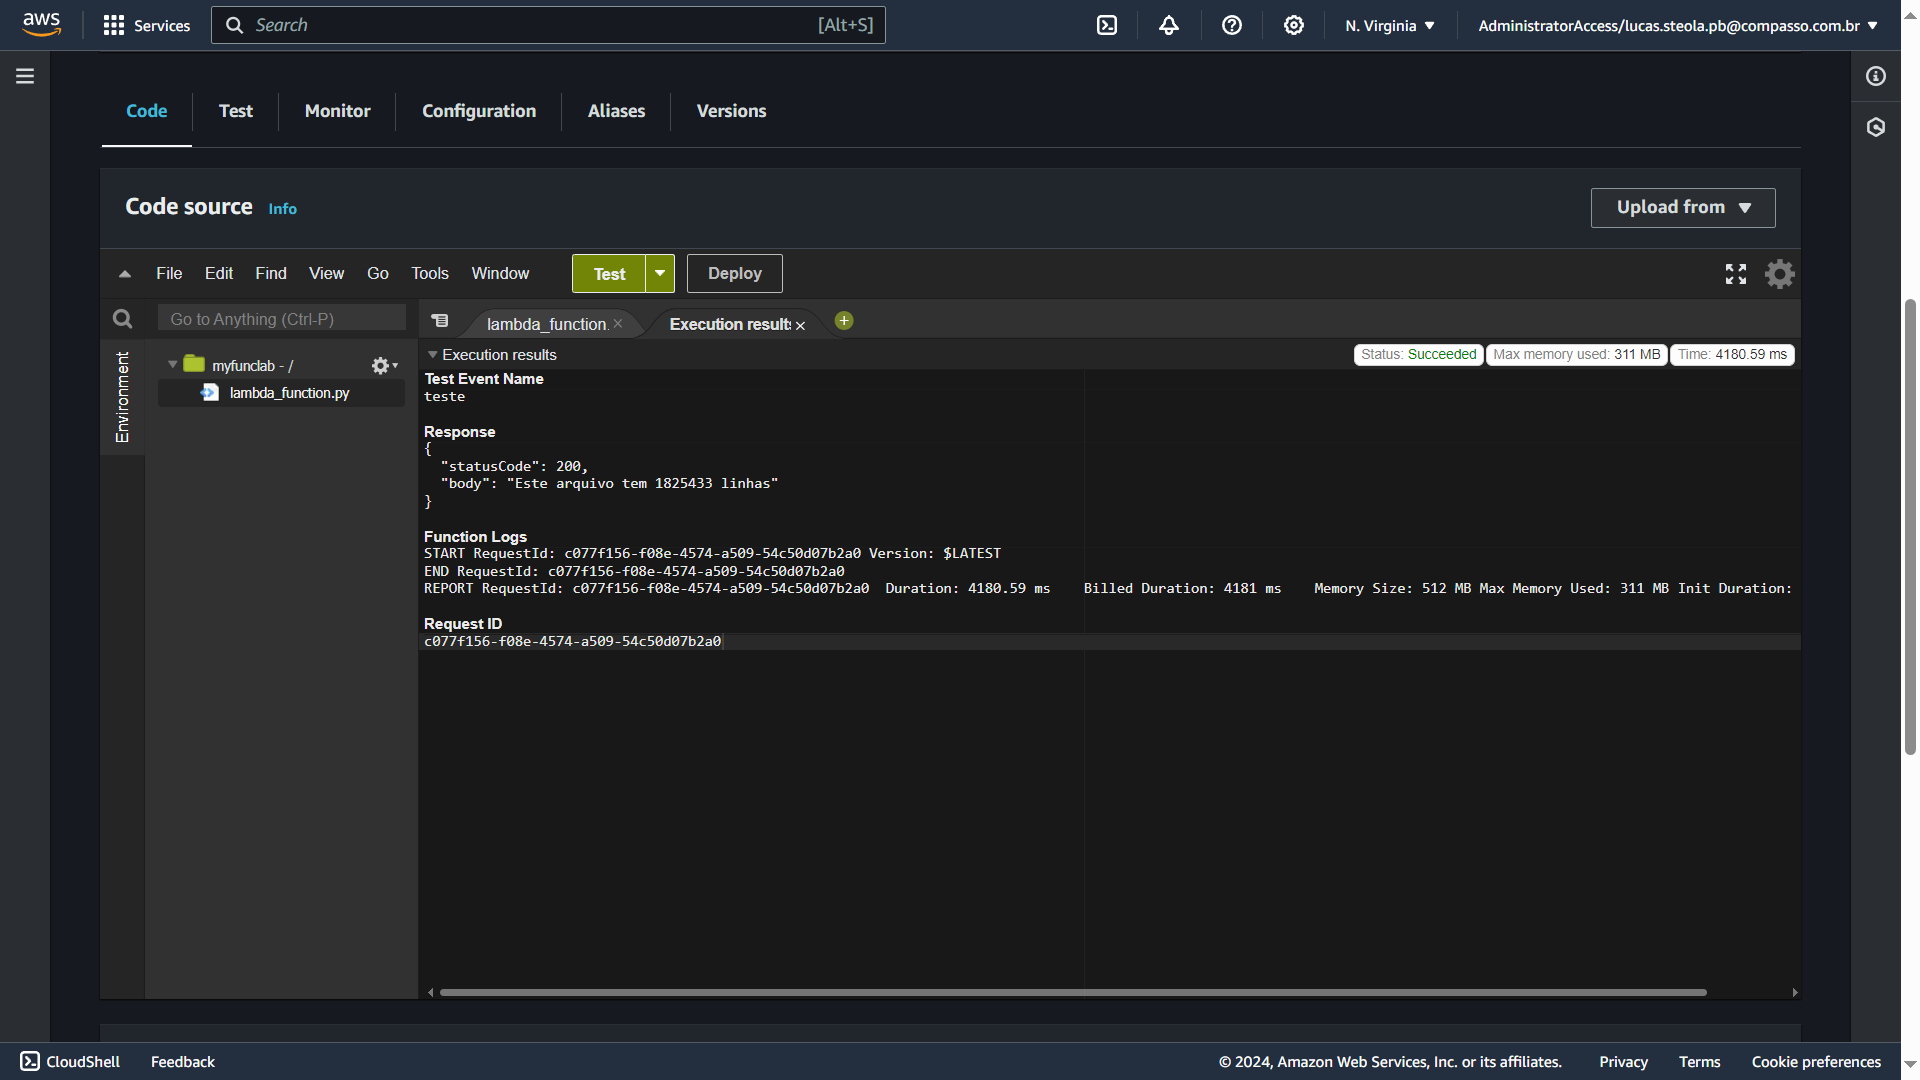 aws
Services
Search
[Alt+S]
N. Virginia
AdministratorAccess/lucas.steola.pb@compasso.com.br
Code
Test
Monitor
Configuration
Aliases
Versions
Code source
Info
Upload from
File
Edit
Find
View
Go
Tools
Window
Test
Deploy
Go to Anything (Ctrl-P)
lambda_function.
Execution results
Environment
myfunclab - /
lambda_function.py
Execution results
Status: Succeeded
Max memory used: 311 MB
Time: 4180.59 ms
Test Event Name
teste
Response
{
"statusCode": 200,
"body": "Este arquivo tem 1825433 linhas"
}
Function Logs
START RequestId: c077f156-f08e-4574-a509-54c50d07b2a0 Version: $LATEST
END RequestId: c077f156-f08e-4574-a509-54c50d07b2a0
REPORT RequestId: c077f156-f08e-4574-a509-54c50d07b2a0  Duration: 4180.59 ms    Billed Duration: 4181 ms    Memory Size: 512 MB Max Memory Used: 311 MB Init Duration:
Request ID
c077f156-f08e-4574-a509-54c50d07b2a0
CloudShell
Feedback
© 2024, Amazon Web Services, Inc. or its affiliates.
Privacy
Terms
Cookie preferences